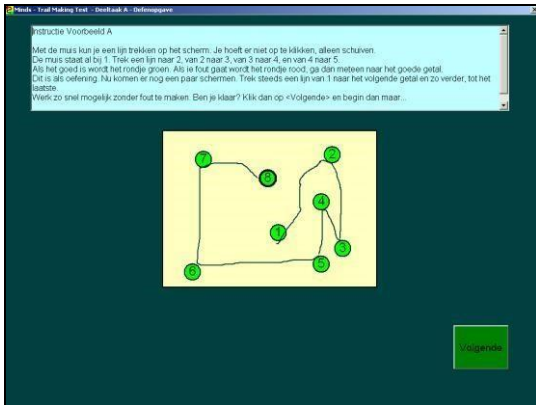 eMinds - Trail Making Test - Deeltaak A - Oefenopgave
Instructie Voorbeeld A
Met de muis kun je een lijn trekken op het scherm. Je hoeft er niet op te klikken, alleen schuiven.
De muis staat al bij 1. Trek een lijn naar 2, van 2 naar 3, van 3 naar 4, en van 4 naar 5.
Als het goed is wordt het rondje groen. Als je fout gaat wordt het rondje rood, ga dan meteen naar het goede getal.
Dit is als oefening. Nu komen er nog een paar schermen. Trek steeds een lijn van 1 naar het volgende getal en zo verder, tot het
laatste.
Werk zo snel mogelijk zonder fout te maken. Ben je klaar? Klik dan op <Volgende> en begin dan maar...
7
2
8
4
1
3
5
6
Volgende